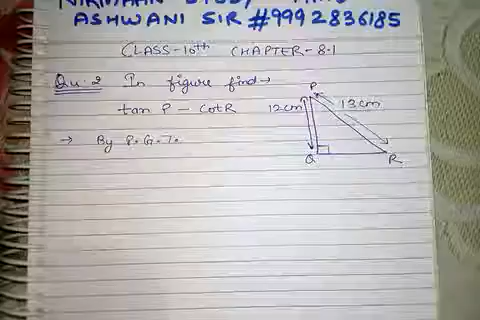 ASHWANI SIR #9992836185
CLASS-10th CHAPTER-8.1
Qu.2 In figure find→
tan P - cot R
P
12cm
13cm
Q
R
→ By P.G.T.